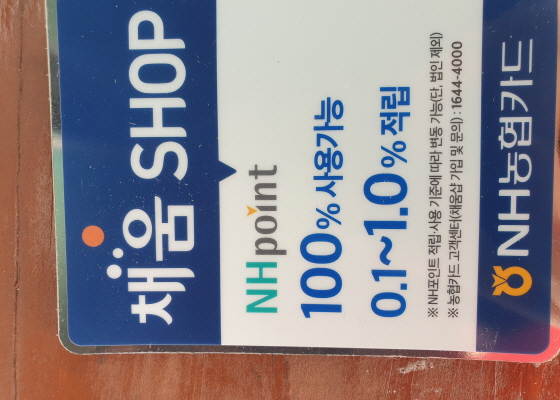 채움 SHOP
NHpoint
100% 사용가능
0.1~1.0% 적립
※ NH포인트 적립·사용 기준에 따라 변동 가능(단, 법인 제외)
※ 농협카드 고객센터(채움샵 가입 및 문의) : 1644-4000
NH농협카드